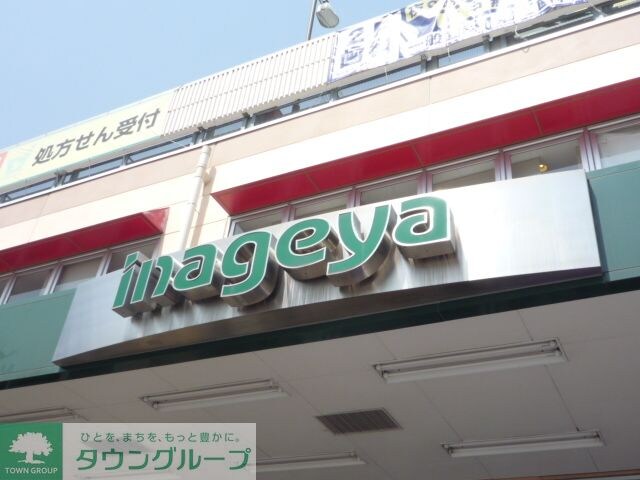 処方せん受付
inageya
TOWN GROUP
ひとを、まちを、もっと豊かに。
タウングループ